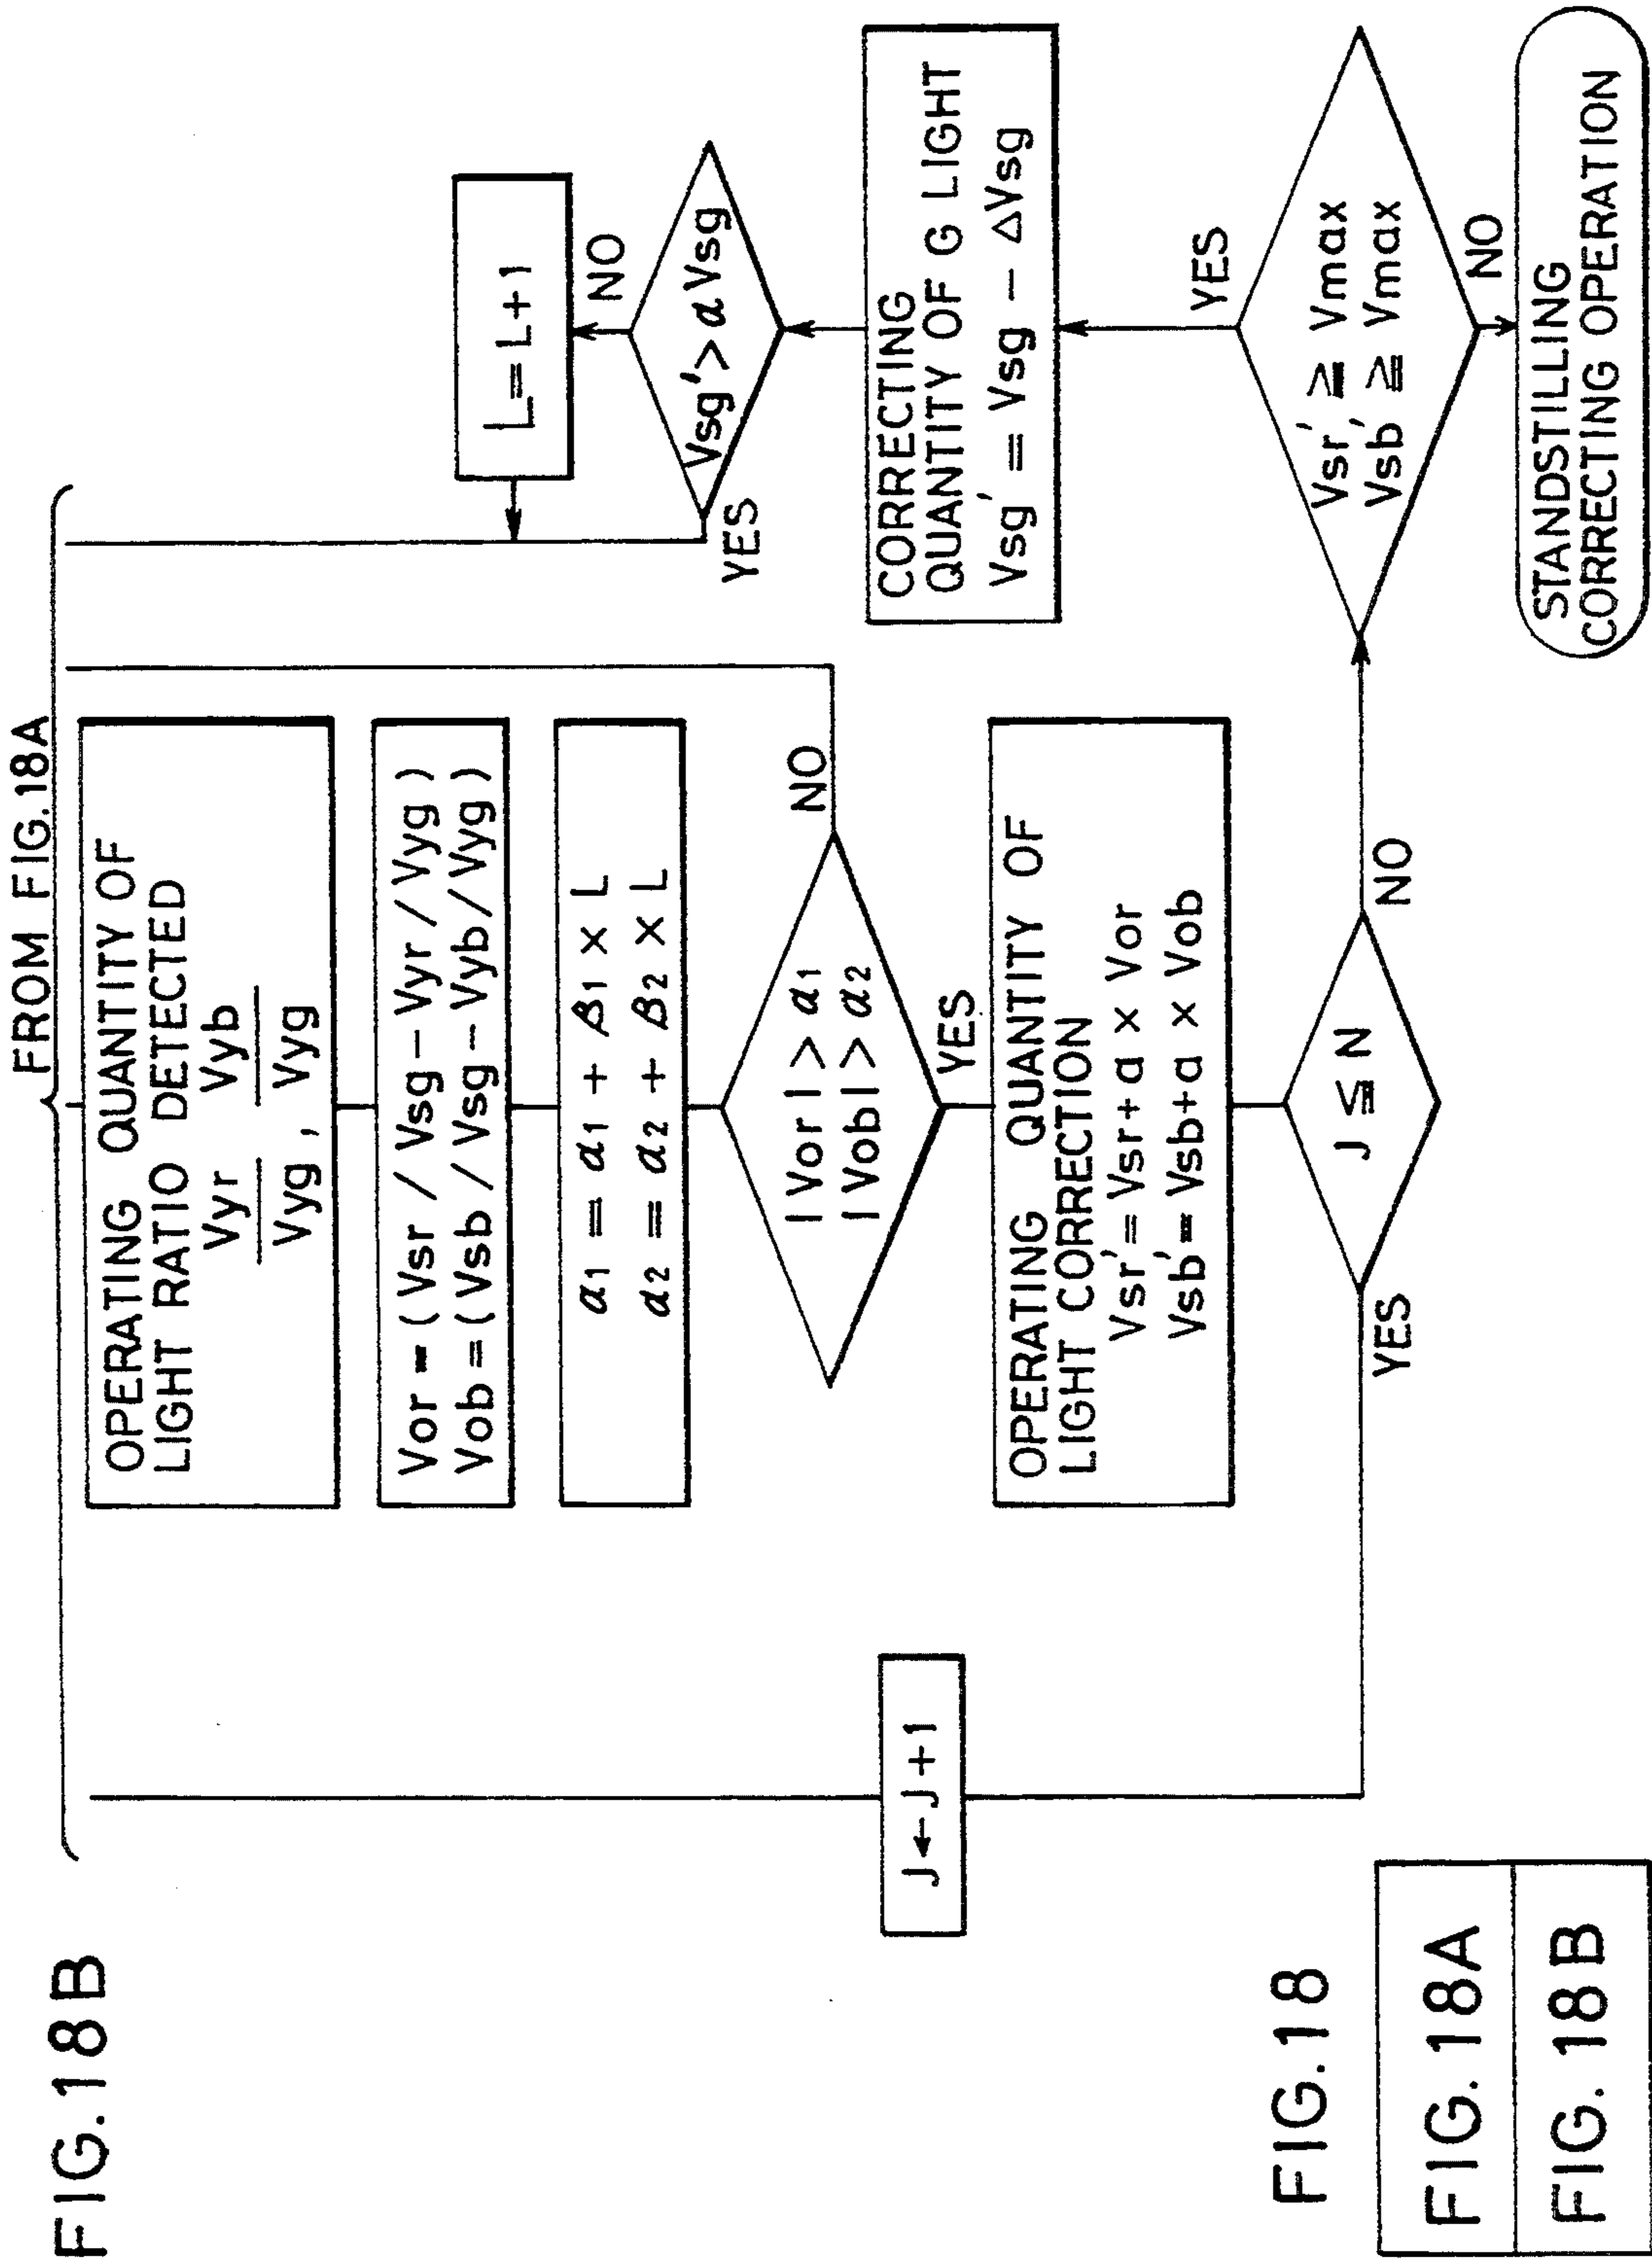 FIG.18B
FROM FIG.18A
OPERATING QUANTITY OF
LIGHT RATIO DETECTED
Vyr Vyb
Vyg, Vyg
Vor = (Vsr / Vsg - Vyr / Vyg)
Vob = (Vsb / Vsg - Vyb / Vyg)
α1 = α1 + β1 × L
α2 = α2 + β2 × L
|Vor| > α1
|Vob| > α2
NO
YES
OPERATING QUANTITY OF
LIGHT CORRECTION
Vsr' = Vsr + a × Vor
Vsb' = Vsb + a × Vob
J ≦ N
YES
NO
J ← J + 1
Vsr' ≧ Vmax
Vsb' ≧ Vmax
YES
NO
STANDSTILLING
CORRECTING OPERATION
CORRECTING
QUANTITY OF G LIGHT
Vsg' = Vsg - ΔVsg
Vsg' > αVsg
YES
NO
L = L + 1
FIG.18
FIG.18A
FIG. 18B